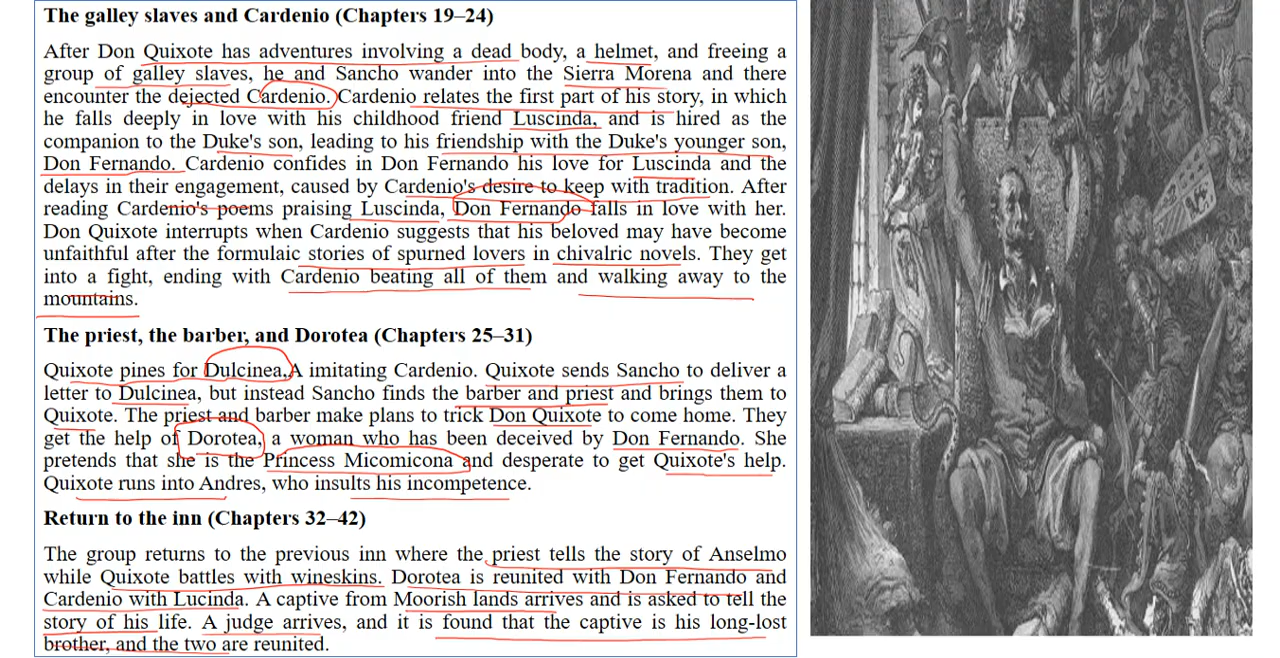 The galley slaves and Cardenio (Chapters 19–24)
After Don Quixote has adventures involving a dead body, a helmet, and freeing a
group of galley slaves, he and Sancho wander into the Sierra Morena and there
encounter the dejected Cardenio. Cardenio relates the first part of his story, in which
he falls deeply in love with his childhood friend Luscinda, and is hired as the
companion to the Duke's son, leading to his friendship with the Duke's younger son,
Don Fernando. Cardenio confides in Don Fernando his love for Luscinda and the
delays in their engagement, caused by Cardenio's desire to keep with tradition. After
reading Cardenio's poems praising Luscinda, Don Fernando falls in love with her.
Don Quixote interrupts when Cardenio suggests that his beloved may have become
unfaithful after the formulaic stories of spurned lovers in chivalric novels. They get
into a fight, ending with Cardenio beating all of them and walking away to the
mountains.
The priest, the barber, and Dorotea (Chapters 25–31)
Quixote pines for Dulcinea,A imitating Cardenio. Quixote sends Sancho to deliver a
letter to Dulcinea, but instead Sancho finds the barber and priest and brings them to
Quixote. The priest and barber make plans to trick Don Quixote to come home. They
get the help of Dorotea, a woman who has been deceived by Don Fernando. She
pretends that she is the Princess Micomicona and desperate to get Quixote's help.
Quixote runs into Andres, who insults his incompetence.
Return to the inn (Chapters 32–42)
The group returns to the previous inn where the priest tells the story of Anselmo
while Quixote battles with wineskins. Dorotea is reunited with Don Fernando and
Cardenio with Lucinda. A captive from Moorish lands arrives and is asked to tell the
story of his life. A judge arrives, and it is found that the captive is his long-lost
brother, and the two are reunited.